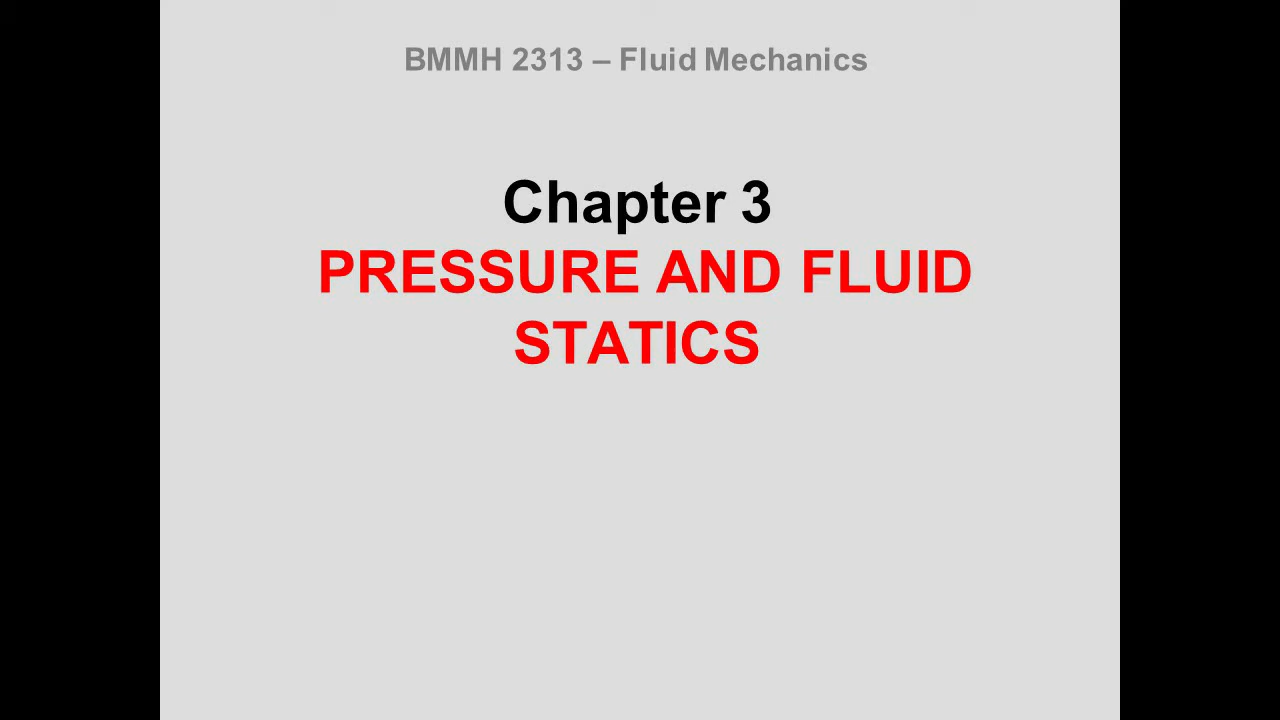 BMMH 2313 – Fluid Mechanics
Chapter 3
PRESSURE AND FLUID
STATICS